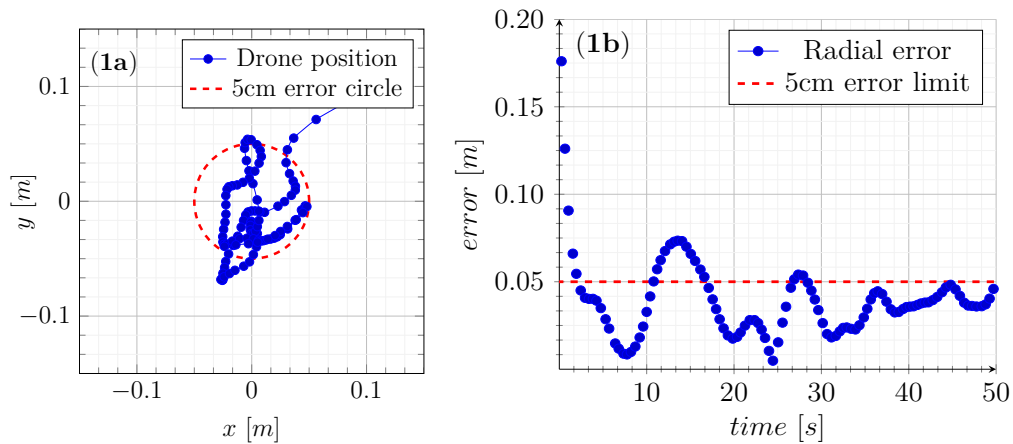 (1a)
Drone position
5cm error circle
0.1
0
−0.1
−0.1
0
0.1
y [m]
x [m]
(1b)
Radial error
5cm error limit
0.20
0.15
0.10
0.05
10
20
30
40
50
error [m]
time [s]